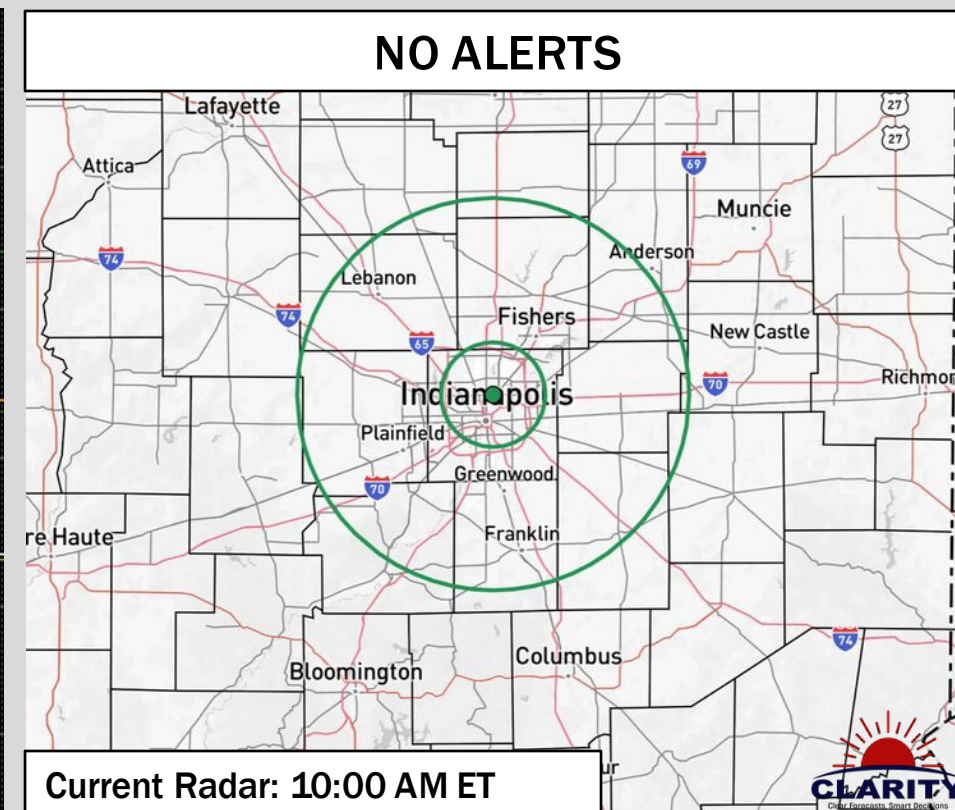 NO ALERTS
Lafayette
27
27
Attica
69
Muncie
74
Anderson
Lebanon
74
Fishers
65
New Castle
70
Richmon
Indianapolis
Plainfield
Greenwood
70
Franklin
re Haute
74
Columbus
Bloomington
ur
Current Radar: 10:00 AM ET
CLARITY
Clear Forecasts, Smart Decisions